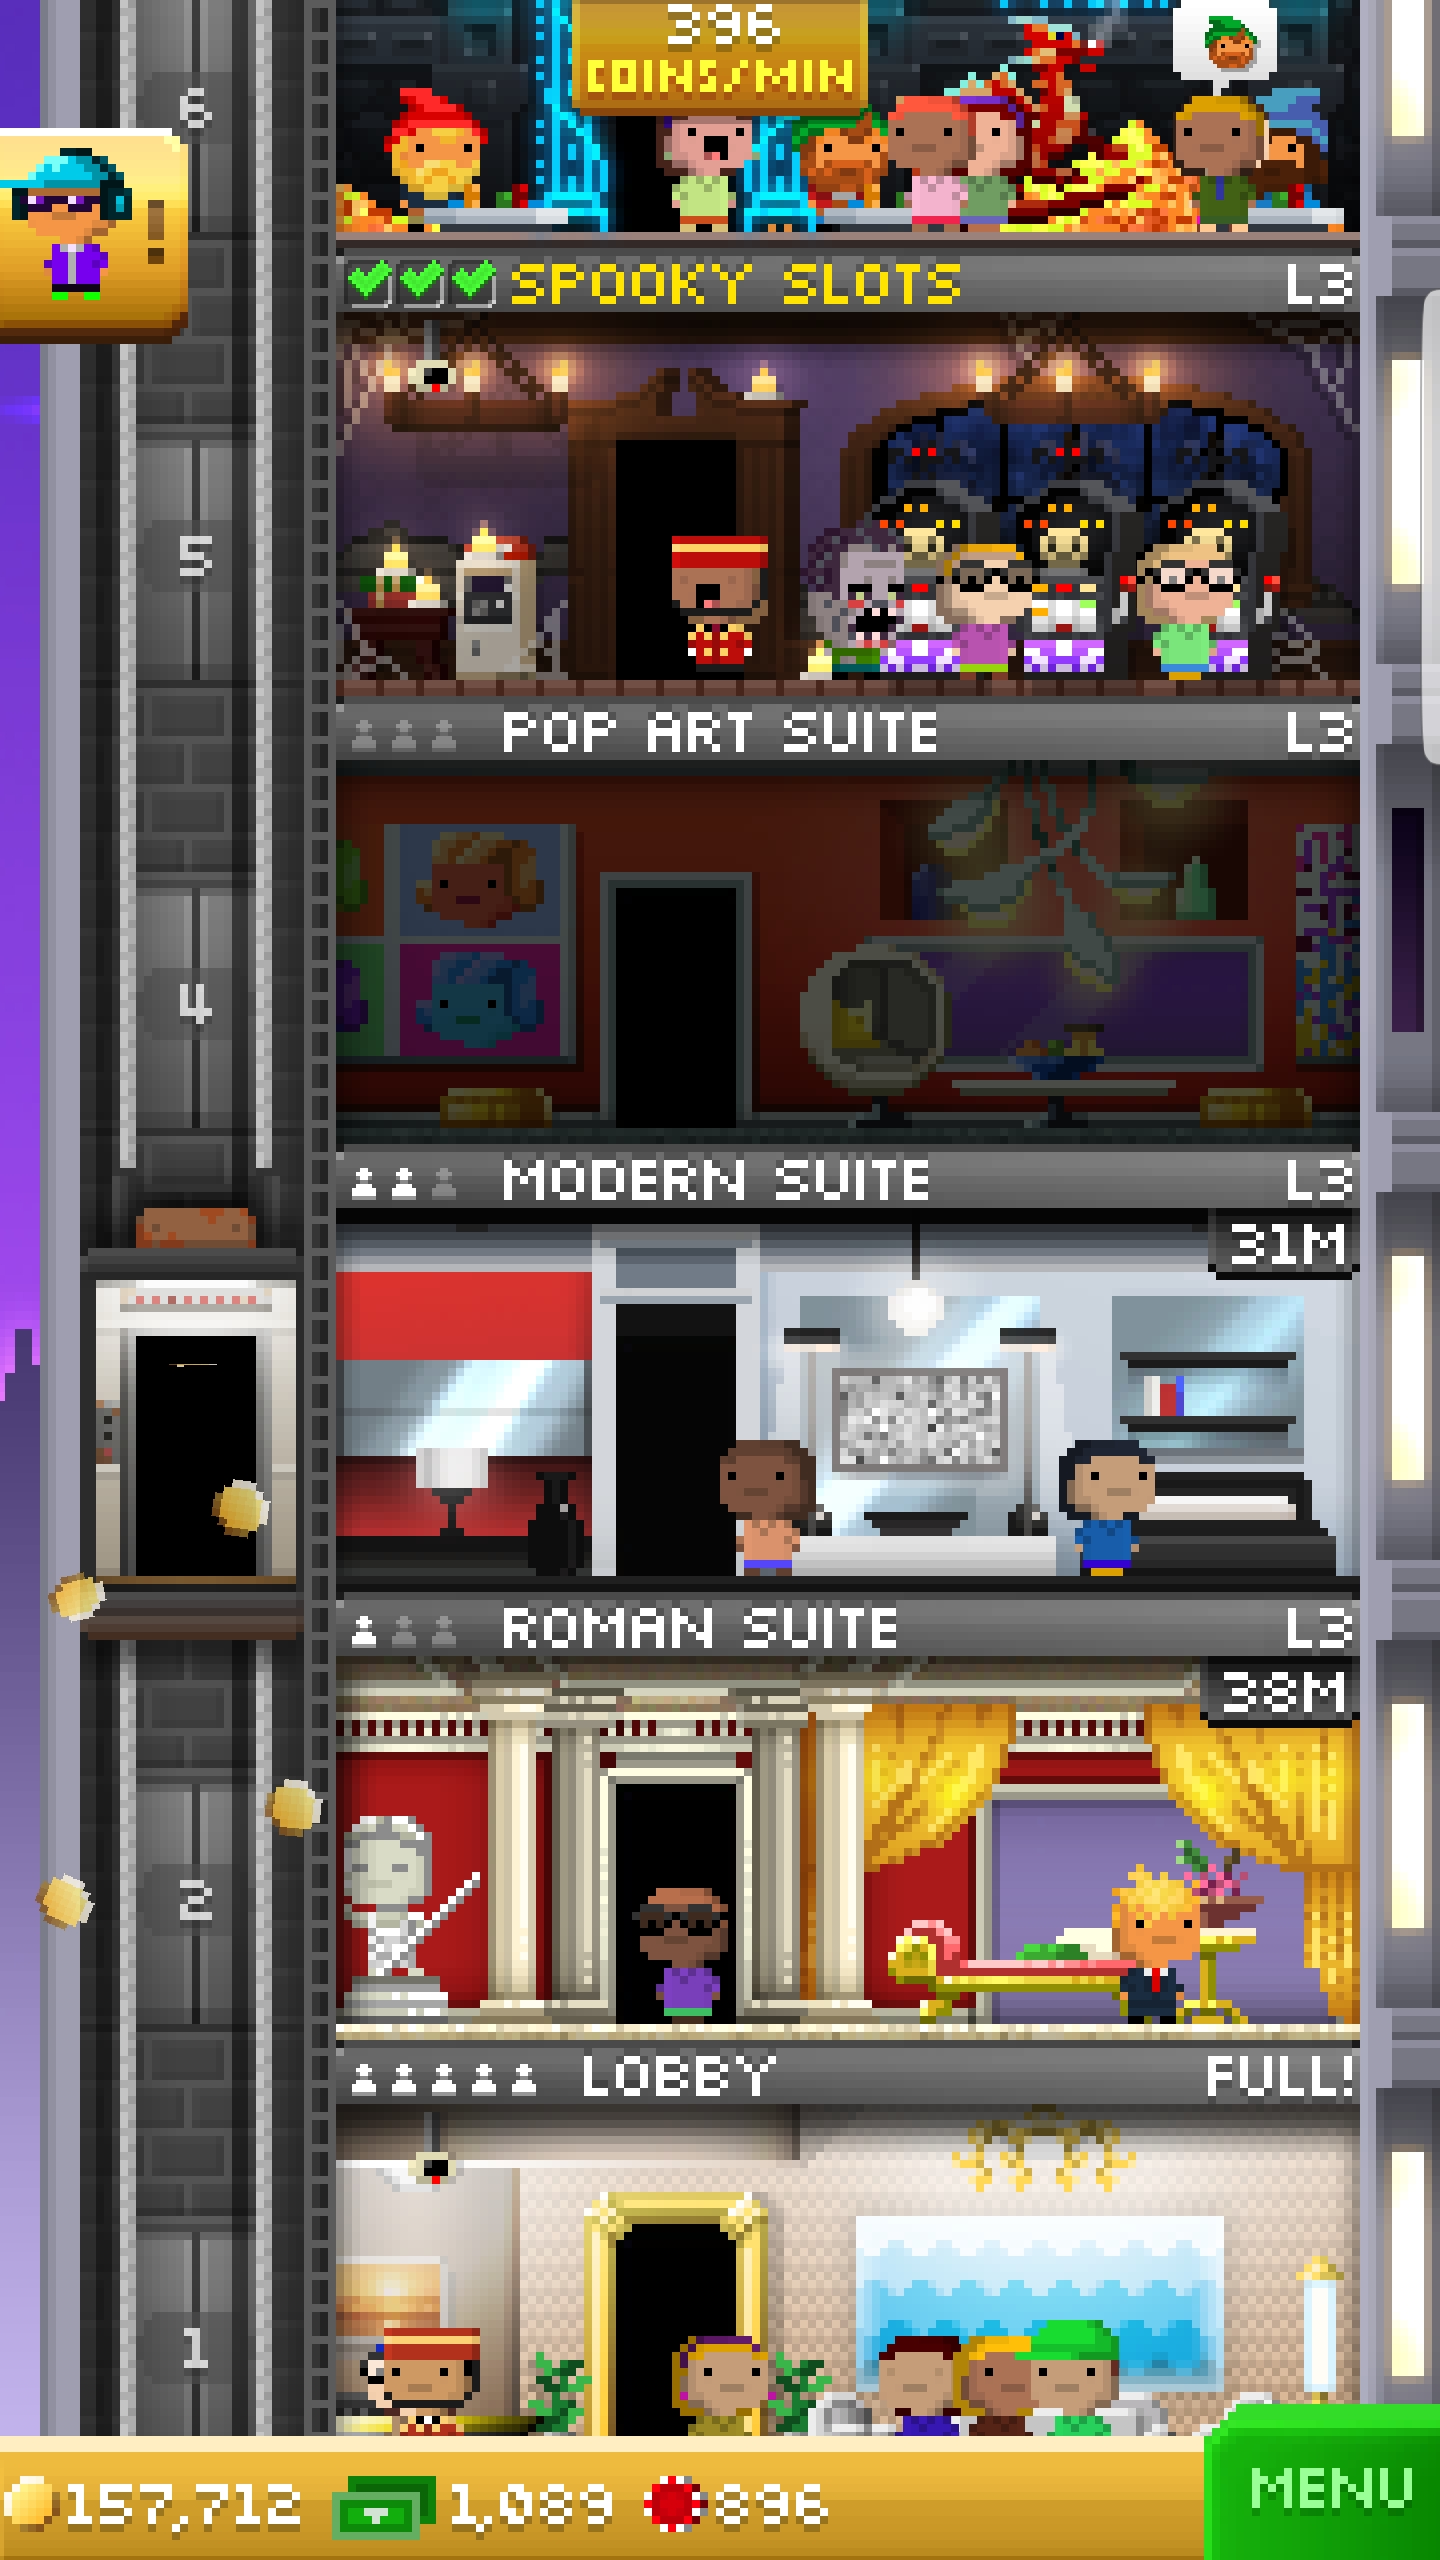 396
COINS/MIN
6
!
SPOOKY SLOTS L3
5
POP ART SUITE L3
4
MODERN SUITE L3
31M
ROMAN SUITE L3
38M
2
LOBBY FULL!
1
157,712 1,089 896
MENU